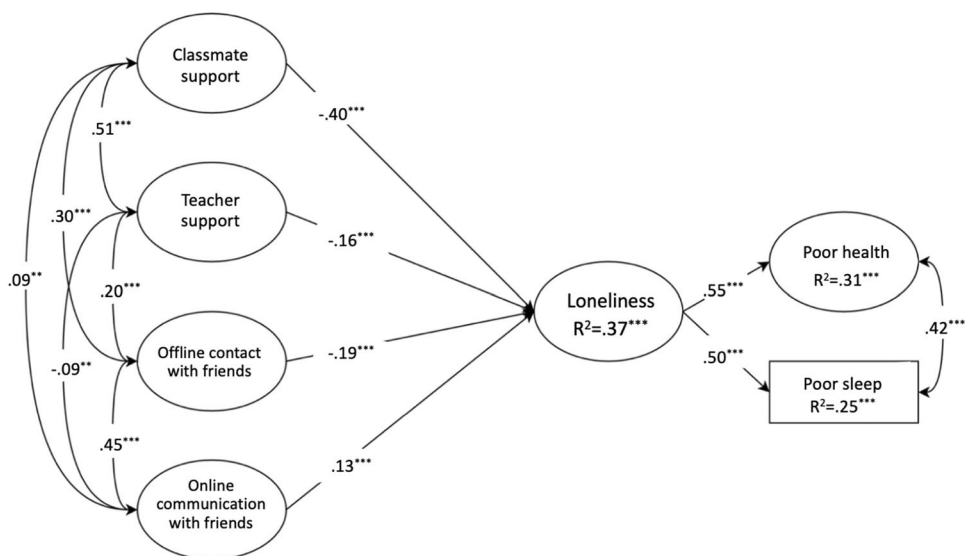 Classmate
support
-.40***
.51***
Teacher
support
.30***
-.16***
.09**
.20***
Loneliness
R²=.37***
Poor health
R²=.31***
.55***
.42***
.50***
Offline contact
with friends
-.19***
-.09**
Poor sleep
R²=.25***
.45***
.13***
Online
communication
with friends